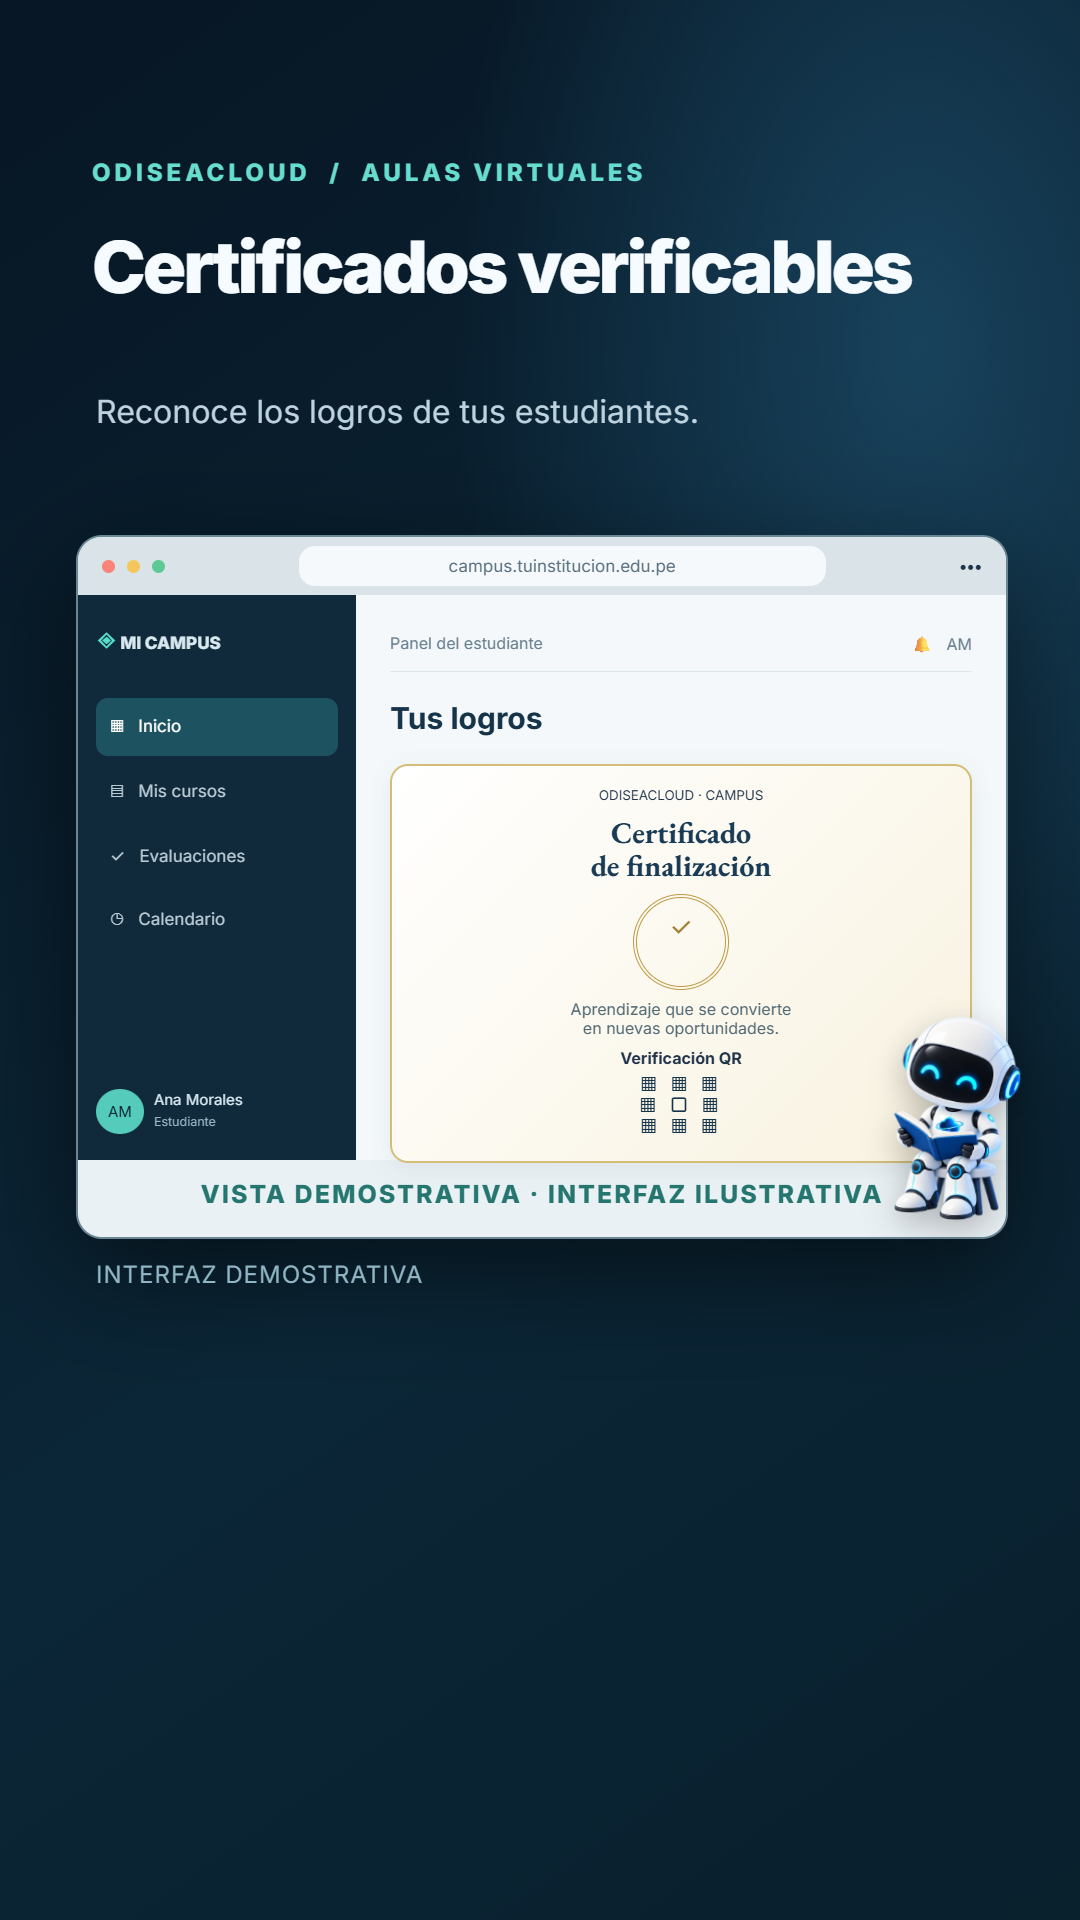 ODISEACLOUD / AULAS VIRTUALES
Certificados verificables
Reconoce los logros de tus estudiantes.
campus.tuinstitucion.edu.pe
MI CAMPUS
Inicio
Mis cursos
Evaluaciones
Calendario
AM
Ana Morales
Estudiante
Panel del estudiante
AM
Tus logros
ODISEACLOUD · CAMPUS
Certificado
de finalización
Aprendizaje que se convierte
en nuevas oportunidades.
Verificación QR
VISTA DEMOSTRATIVA · INTERFAZ ILUSTRATIVA
INTERFAZ DEMOSTRATIVA